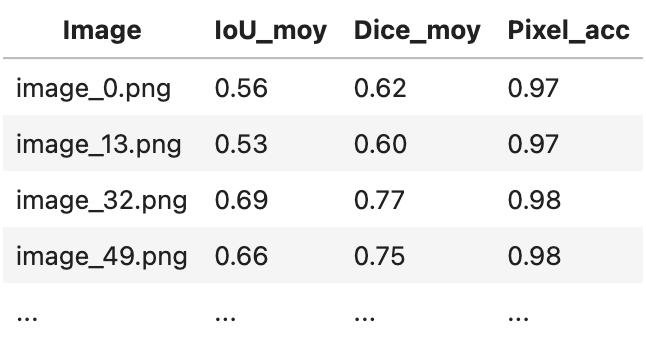 Image IoU_moy Dice_moy Pixel_acc
image_0.png 0.56 0.62 0.97
image_13.png 0.53 0.60 0.97
image_32.png 0.69 0.77 0.98
image_49.png 0.66 0.75 0.98
... ... ... ...